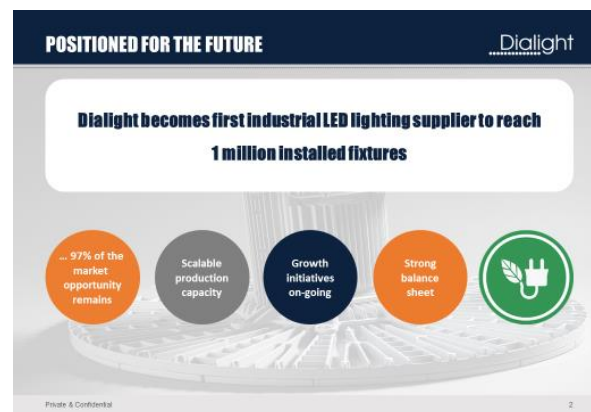 POSITIONED FOR THE FUTURE
Dialight
Dialight becomes first industrial LED lighting supplier to reach
1 million installed fixtures
... 97% of the
market
opportunity
remains
Scalable
production
capacity
Growth
initiatives
on-going
Strong
balance
sheet
Private & Confidential
2